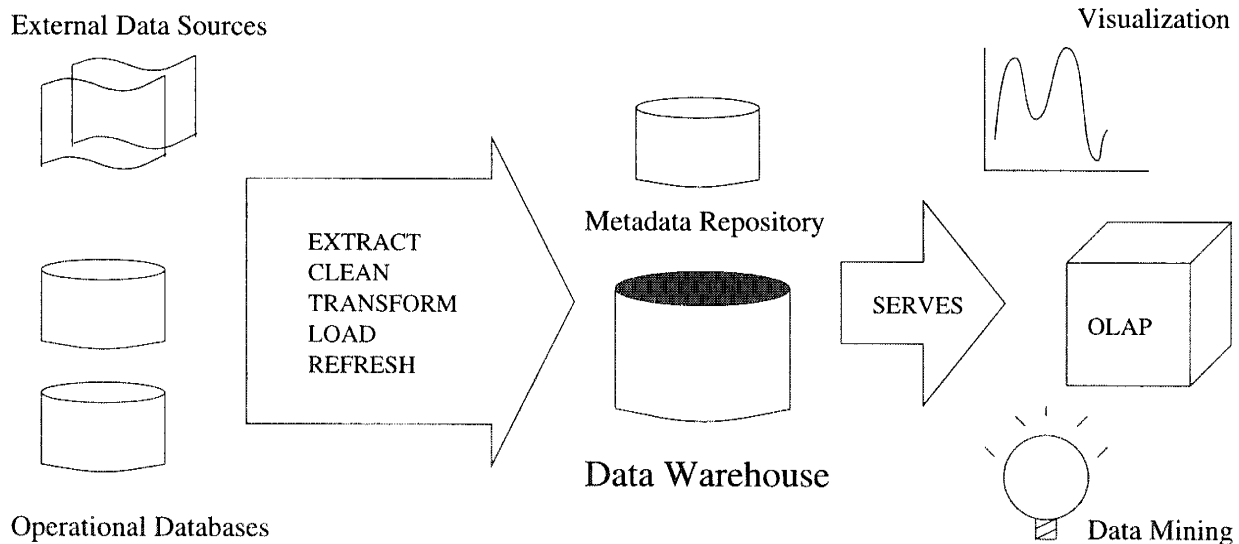 External Data Sources
Visualization
Metadata Repository
EXTRACT
CLEAN
TRANSFORM
LOAD
REFRESH
SERVES
OLAP
Data Warehouse
Operational Databases
Data Mining